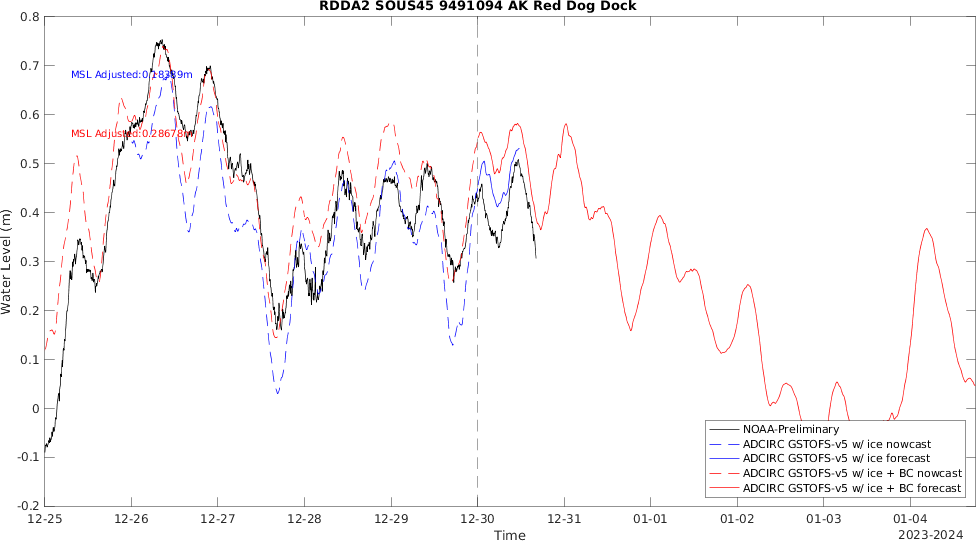 RDDA2 SOUS45 9491094 AK Red Dog Dock
0.8
0.7
MSL Adjusted:0.18389m
0.6
MSL Adjusted:0.28678m
0.5
0.4
0.3
0.2
0.1
0
-0.1
-0.2
Water Level (m)
NOAA-Preliminary
ADCIRC GSTOFS-v5 w/ ice nowcast
ADCIRC GSTOFS-v5 w/ ice forecast
ADCIRC GSTOFS-v5 w/ ice + BC nowcast
ADCIRC GSTOFS-v5 w/ ice + BC forecast
12-25 12-26 12-27 12-28 12-29 12-30 12-31 01-01 01-02 01-03 01-04
Time
2023-2024